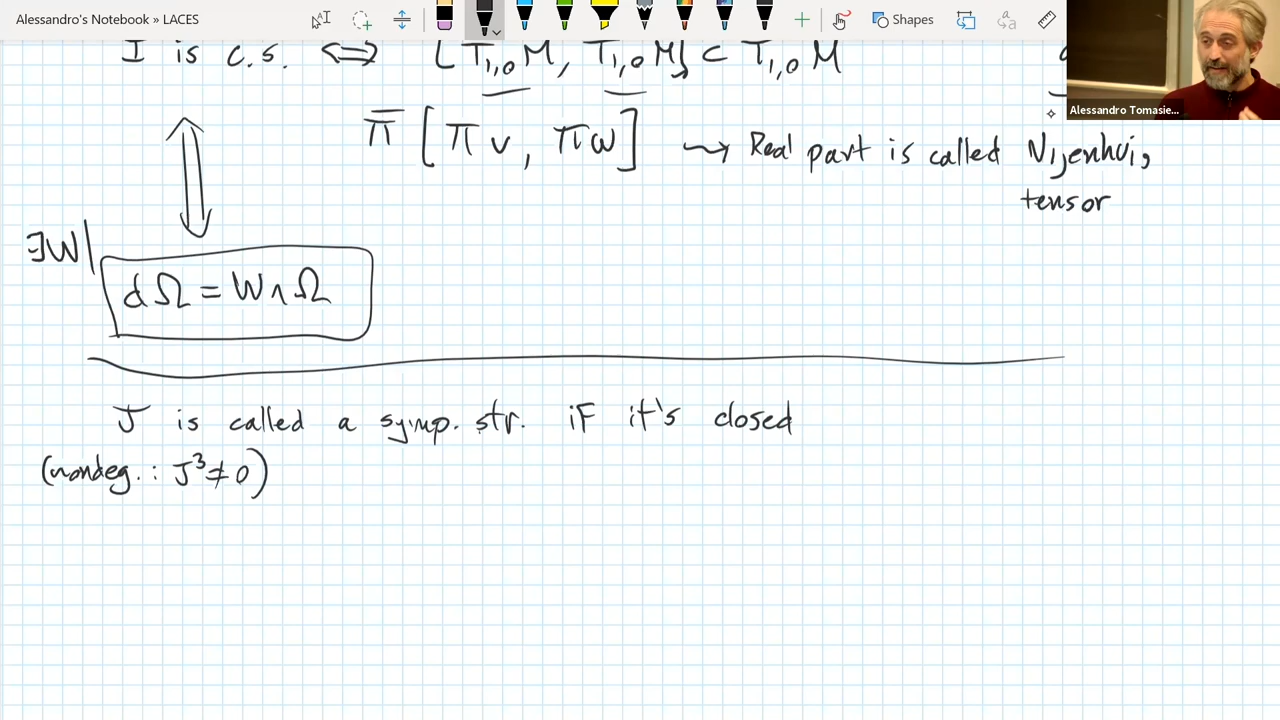 Alessandro's Notebook » LACES
Shapes
Alessandro Tomasie...
I is c.s. ⟺ [T₁,₀M, T₁,₀M] ⊂ T₁,₀M
π̄ [πv, πw] ⇝ Real part is called Nijenhuis
tensor
∃W|
dΩ = W∧Ω
J is called a symp. str. if it's closed
(nondeg.: J³≠0)